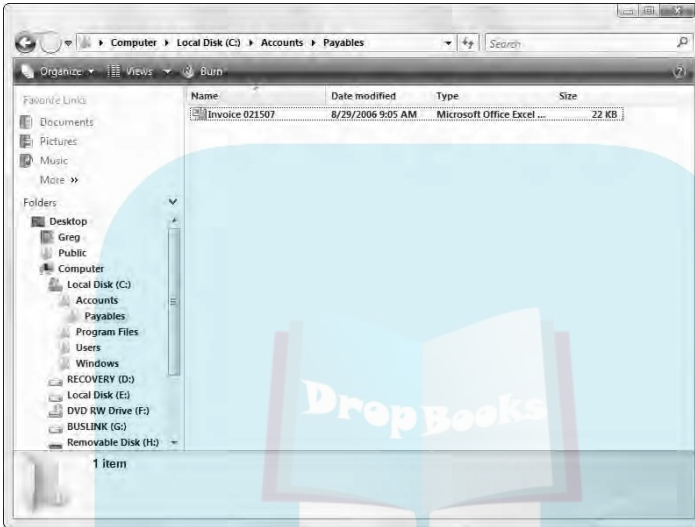 ▸ Computer ▸ Local Disk (C:) ▸ Accounts ▸ Payables
Search
Organize Views Burn
Favorite Links
Documents
Pictures
Music
More »
Folders
Desktop
Greg
Public
Computer
Local Disk (C:)
Accounts
Payables
Program Files
Users
Windows
RECOVERY (D:)
Local Disk (E:)
DVD RW Drive (F:)
BUSLINK (G:)
Removable Disk (H:)
Name Date modified Type Size
Invoice 021507 8/29/2006 9:05 AM Microsoft Office Excel ... 22 KB
DropBooks
1 item